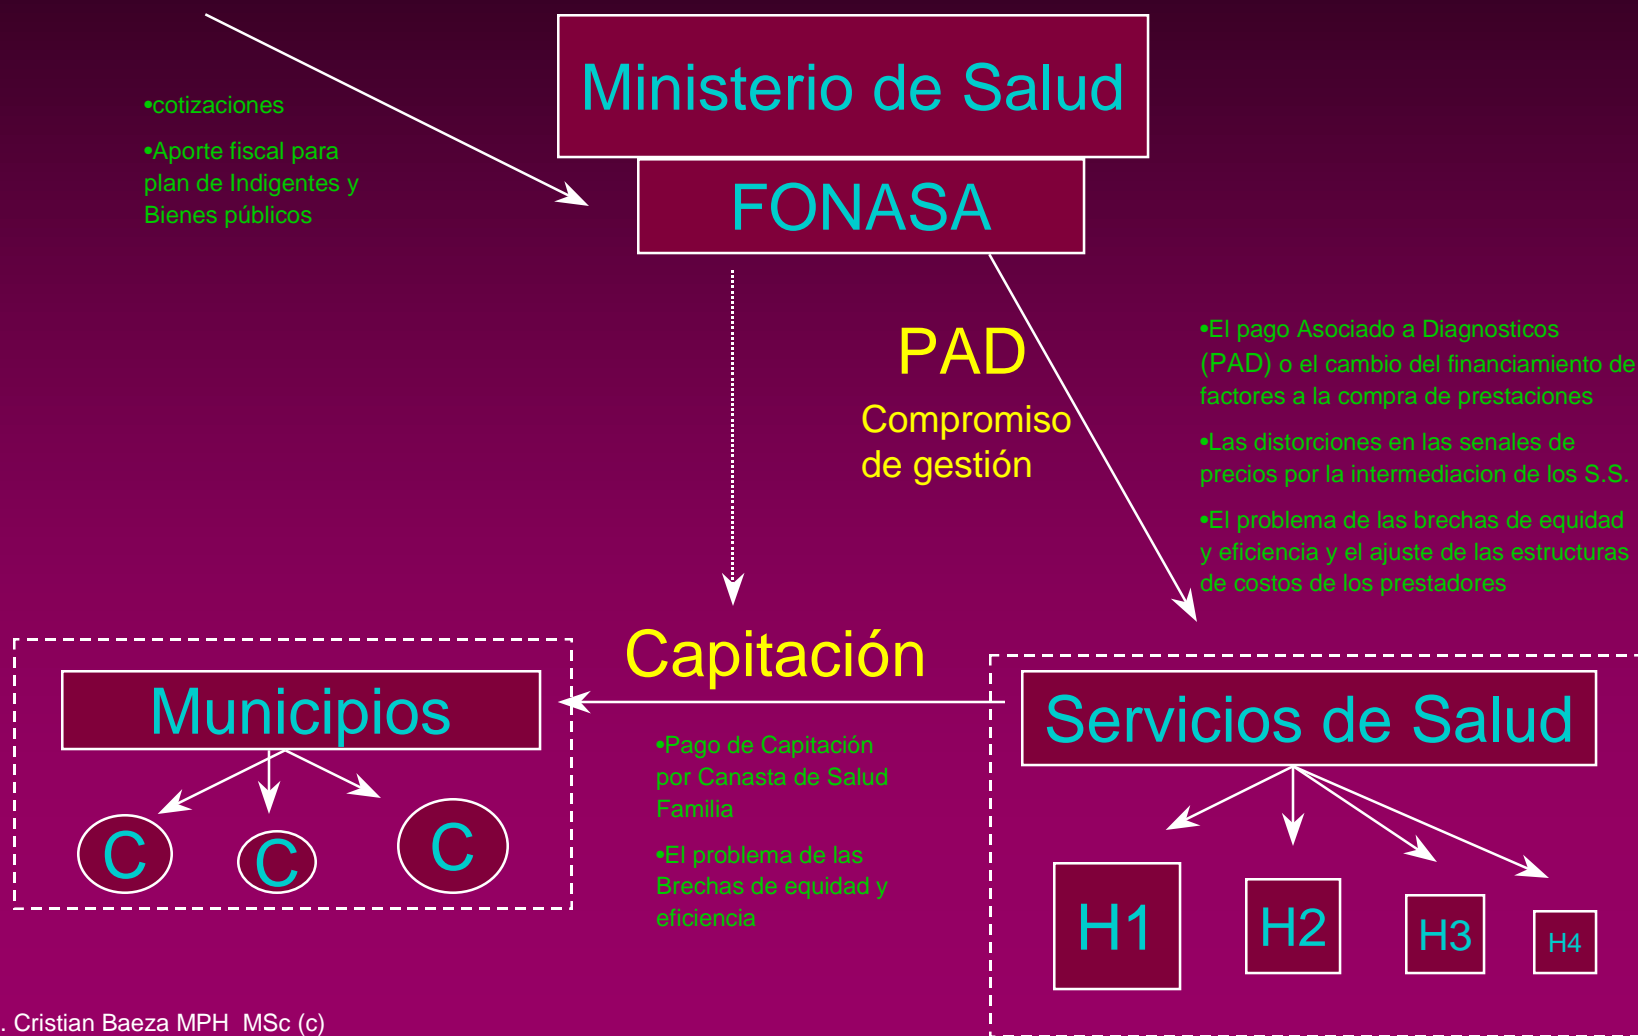 Ministerio de Salud
•cotizaciones
•Aporte fiscal para
plan de Indigentes y
Bienes públicos
FONASA
PAD
Compromiso
de gestión
•El pago Asociado a Diagnosticos
(PAD) o el cambio del financiamiento de
factores a la compra de prestaciones
•Las distorciones en las senales de
precios por la intermediacion de los S.S.
•El problema de las brechas de equidad
y eficiencia y el ajuste de las estructuras
de costos de los prestadores
Capitación
Municipios
Servicios de Salud
•Pago de Capitación
por Canasta de Salud
Familia
•El problema de las
Brechas de equidad y
eficiencia
C
C
C
H1
H2
H3
H4
. Cristian Baeza MPH MSc (c)